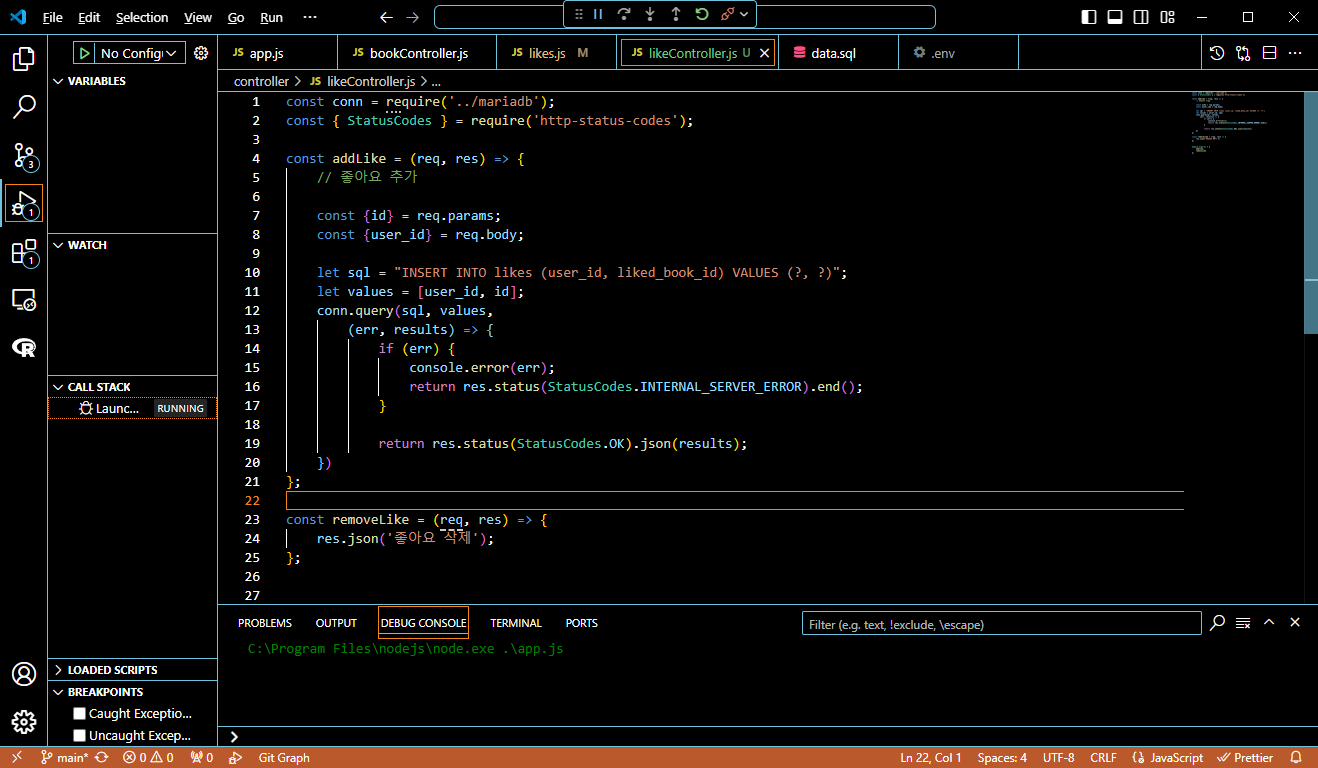 File Edit Selection View Go Run ···
No Config
JS app.js
JS bookController.js
JS likes.js M
JS likeController.js U
data.sql
.env
controller > JS likeController.js > ...
VARIABLES
WATCH
CALL STACK
Launc... RUNNING
LOADED SCRIPTS
BREAKPOINTS
Caught Exceptio...
Uncaught Excep...
3
1
1
1 const conn = require('../mariadb');
2 const { StatusCodes } = require('http-status-codes');
3
4 const addLike = (req, res) => {
5 // 좋아요 추가
6
7 const {id} = req.params;
8 const {user_id} = req.body;
9
10 let sql = "INSERT INTO likes (user_id, liked_book_id) VALUES (?, ?)";
11 let values = [user_id, id];
12 conn.query(sql, values,
13 (err, results) => {
14 if (err) {
15 console.error(err);
16 return res.status(StatusCodes.INTERNAL_SERVER_ERROR).end();
17 }
18
19 return res.status(StatusCodes.OK).json(results);
20 })
21 };
22
23 const removeLike = (req, res) => {
24 res.json('좋아요 삭제');
25 };
26
27
PROBLEMS OUTPUT DEBUG CONSOLE TERMINAL PORTS
Filter (e.g. text, !exclude, \escape)
C:\Program Files\nodejs\node.exe .\app.js
>
main* 0 0 0 Git Graph
Ln 22, Col 1 Spaces: 4 UTF-8 CRLF {} JavaScript Prettier